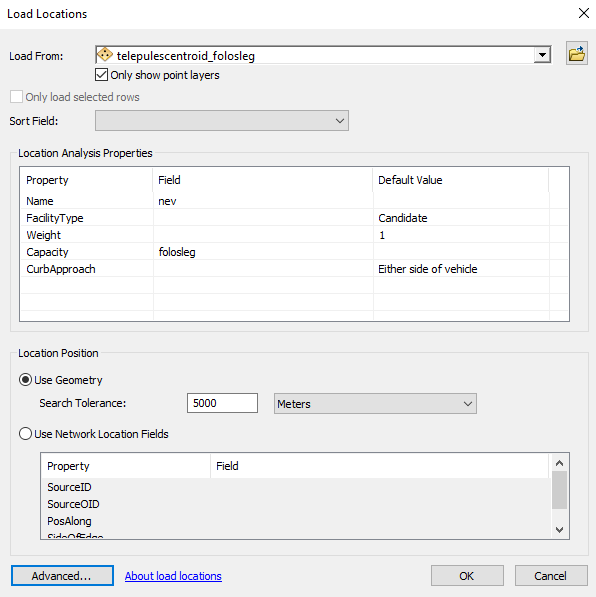 Load Locations
Load From: telepulescentroid_folosleg
Only show point layers
Only load selected rows
Sort Field:
Location Analysis Properties
Property Field Default Value
Name nev
FacilityType Candidate
Weight 1
Capacity folosleg
CurbApproach Either side of vehicle
Location Position
Use Geometry
Search Tolerance: 5000 Meters
Use Network Location Fields
Property Field
SourceID
SourceOID
PosAlong
SideOfEdge
Advanced... About load locations OK Cancel